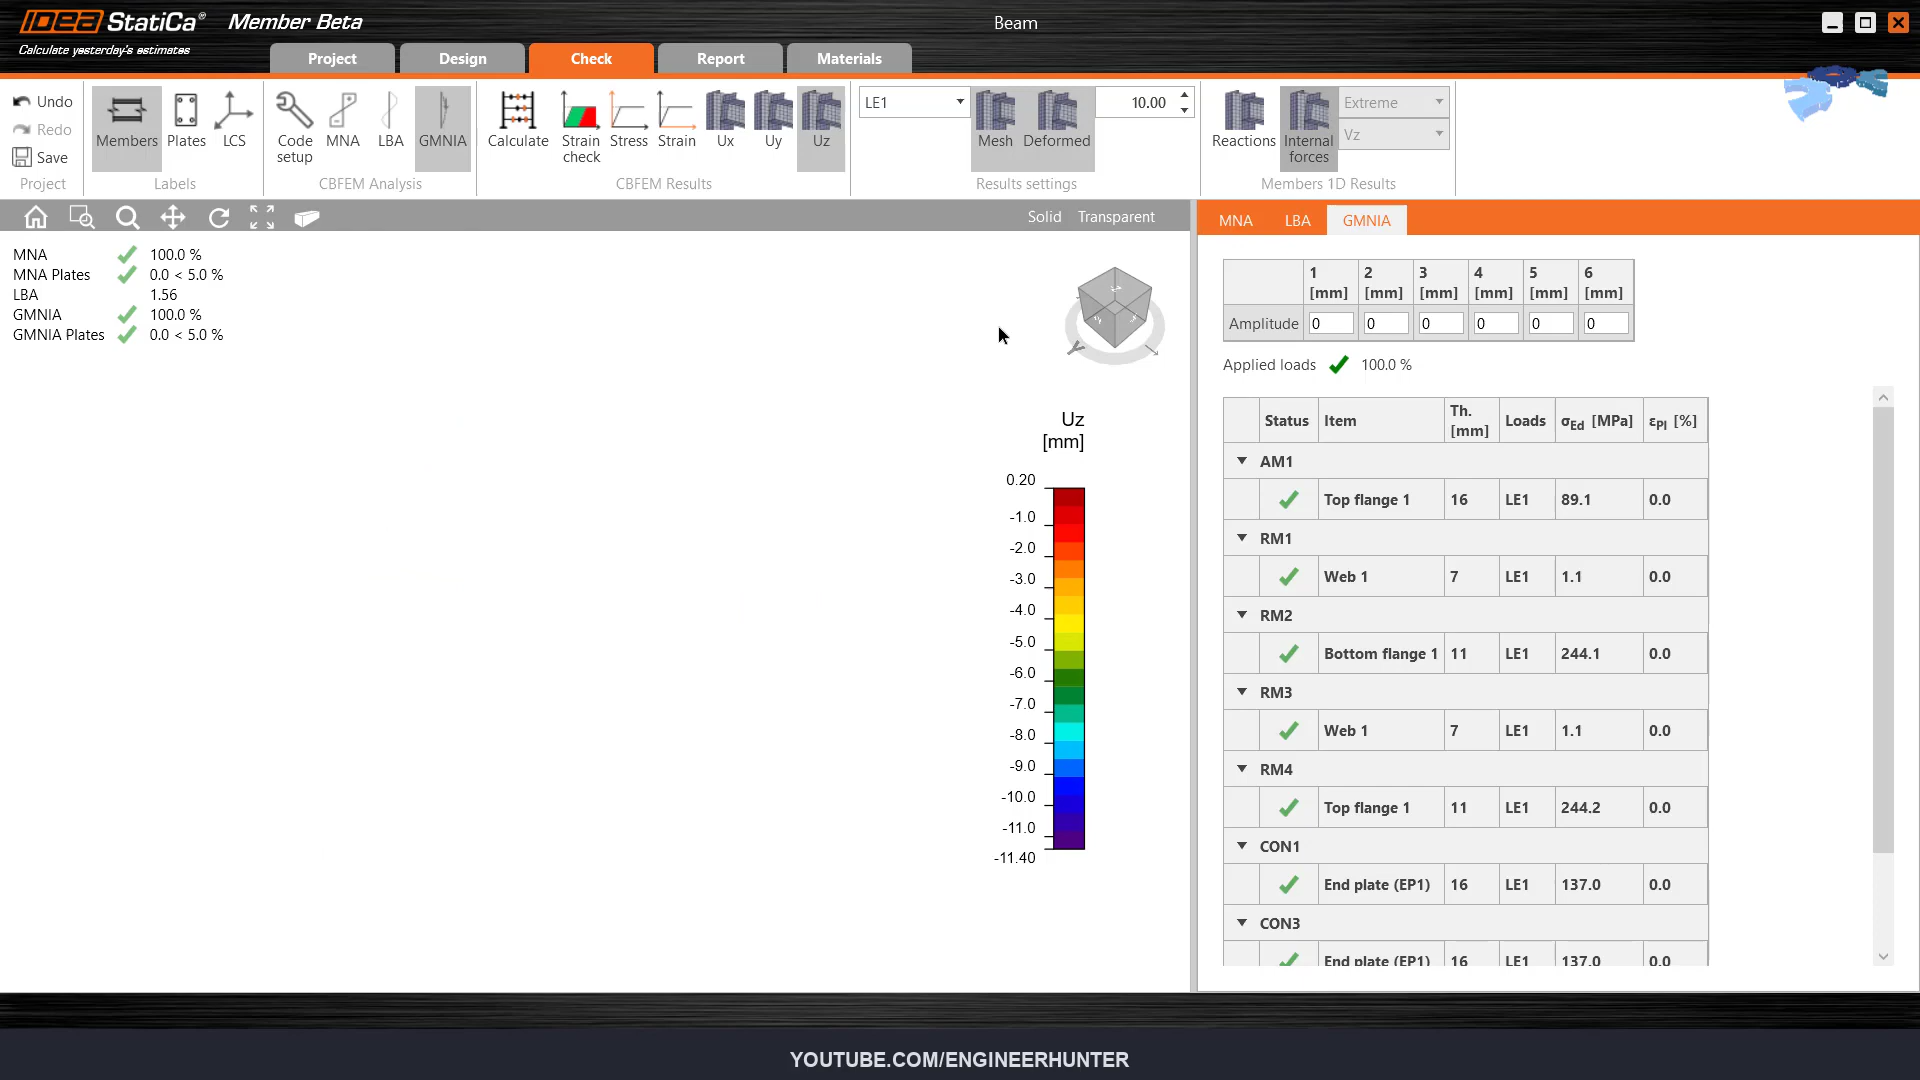 IDEA StatiCa® Member Beta
Calculate yesterday's estimates
Beam
Project Design Check Report Materials
Undo
Redo
Save
Project
Members Plates LCS
Labels
Code setup MNA LBA GMNIA
CBFEM Analysis
Calculate Strain check Stress Strain Ux Uy Uz
CBFEM Results
LE1 Mesh Deformed 10.00
Results settings
Reactions Internal forces Extreme
Vz
Members 1D Results
Solid Transparent
MNA 100.0 %
MNA Plates 0.0 < 5.0 %
LBA 1.56
GMNIA 100.0 %
GMNIA Plates 0.0 < 5.0 %
Uz
[mm]
0.20
-1.0
-2.0
-3.0
-4.0
-5.0
-6.0
-7.0
-8.0
-9.0
-10.0
-11.0
-11.40
MNA LBA GMNIA
1 [mm] 2 [mm] 3 [mm] 4 [mm] 5 [mm] 6 [mm]
Amplitude 0 0 0 0 0 0
Applied loads 100.0 %
Status Item Th. [mm] Loads σEd [MPa] εPl [%]
AM1
Top flange 1 16 LE1 89.1 0.0
RM1
Web 1 7 LE1 1.1 0.0
RM2
Bottom flange 1 11 LE1 244.1 0.0
RM3
Web 1 7 LE1 1.1 0.0
RM4
Top flange 1 11 LE1 244.2 0.0
CON1
End plate (EP1) 16 LE1 137.0 0.0
CON3
End plate (EP1) 16 LE1 137.0 0.0
YOUTUBE.COM/ENGINEERHUNTER